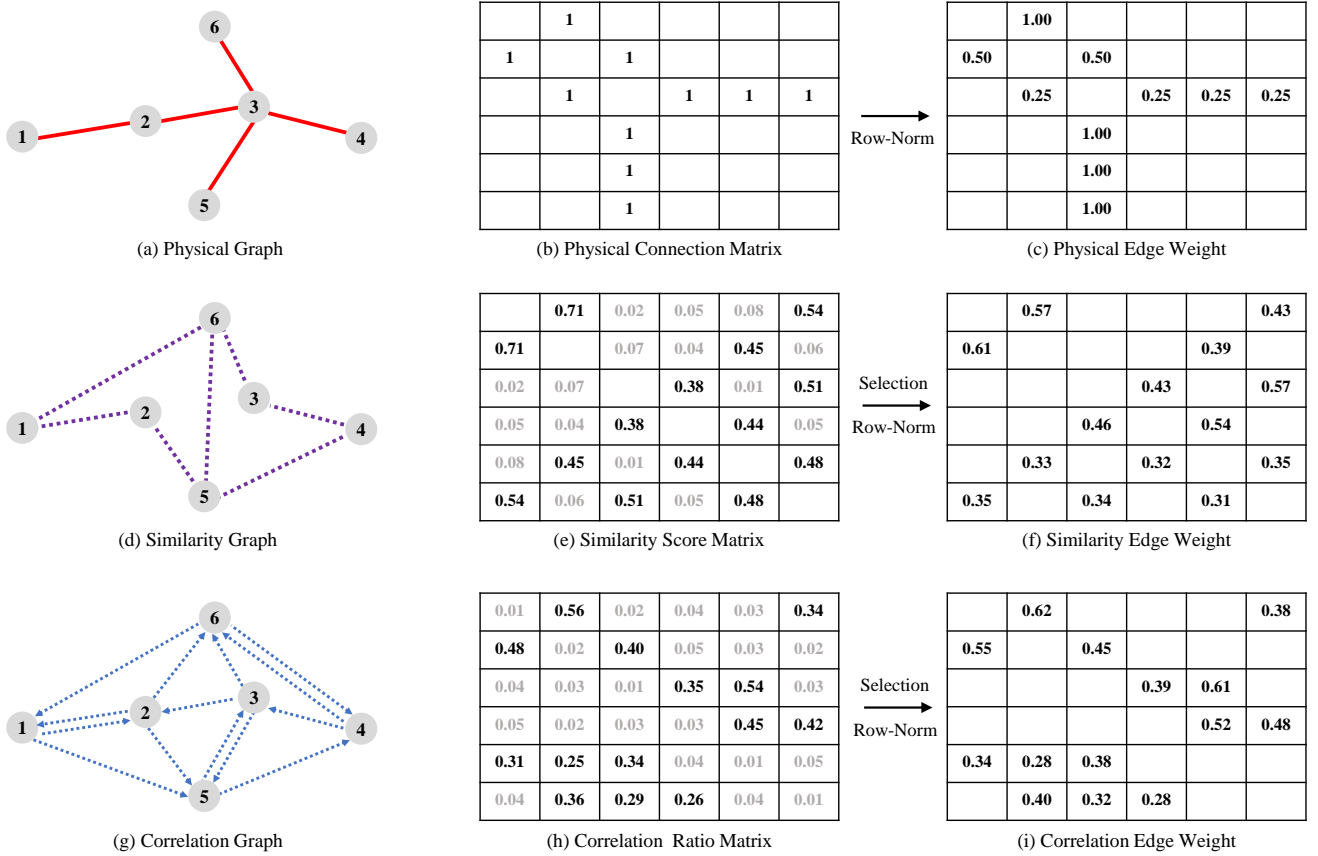 6
3
2
1
4
5
(a) Physical Graph
1
1 1
1 1 1 1
1
1
1
(b) Physical Connection Matrix
Row-Norm
1.00
0.50 0.50
0.25 0.25 0.25 0.25
1.00
1.00
1.00
(c) Physical Edge Weight
6
3
2
1
4
5
(d) Similarity Graph
0.71 0.02 0.05 0.08 0.54
0.71 0.07 0.04 0.45 0.06
0.02 0.07 0.38 0.01 0.51
0.05 0.04 0.38 0.44 0.05
0.08 0.45 0.01 0.44 0.48
0.54 0.06 0.51 0.05 0.48
(e) Similarity Score Matrix
Selection
Row-Norm
0.57 0.43
0.61 0.39
0.43 0.57
0.46 0.54
0.33 0.32 0.35
0.35 0.34 0.31
(f) Similarity Edge Weight
6
3
2
1
4
5
(g) Correlation Graph
0.01 0.56 0.02 0.04 0.03 0.34
0.48 0.02 0.40 0.05 0.03 0.02
0.04 0.03 0.01 0.35 0.54 0.03
0.05 0.02 0.03 0.03 0.45 0.42
0.31 0.25 0.34 0.04 0.01 0.05
0.04 0.36 0.29 0.26 0.04 0.01
(h) Correlation Ratio Matrix
Selection
Row-Norm
0.62 0.38
0.55 0.45
0.39 0.61
0.52 0.48
0.34 0.28 0.38
0.40 0.32 0.28
(i) Correlation Edge Weight